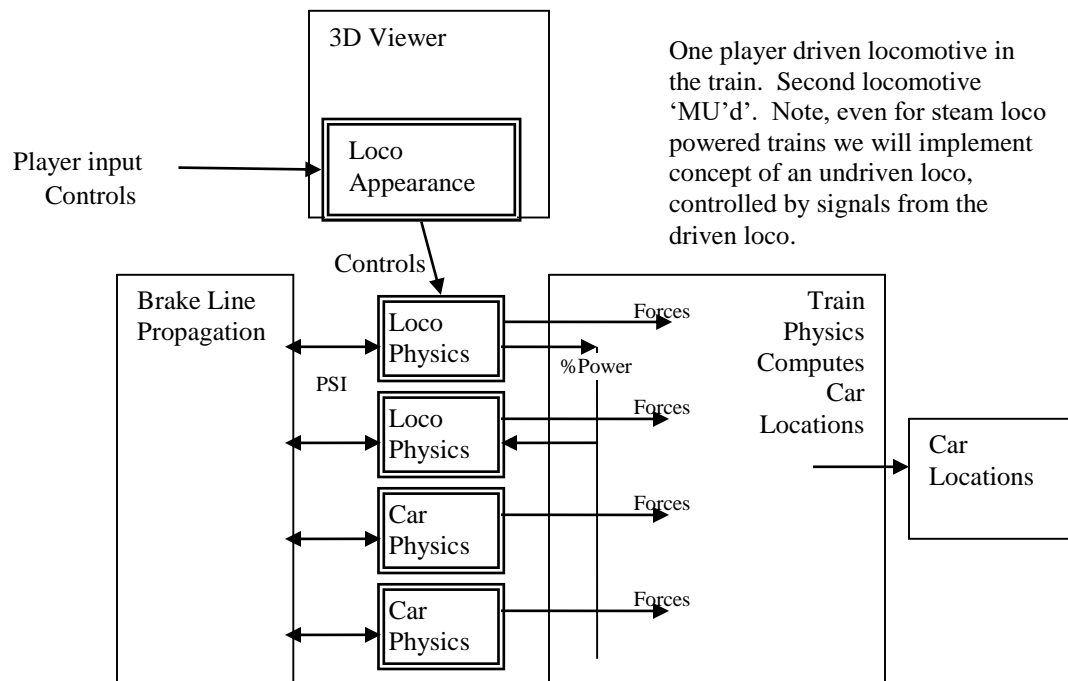 3D Viewer
One player driven locomotive in
the train.  Second locomotive
‘MU’d’.  Note, even for steam loco
powered trains we will implement
concept of an undriven loco,
controlled by signals from the
driven loco.
Loco
Appearance
Player input
Controls
Controls
Brake Line
Propagation
PSI
Loco
Physics
Forces
%Power
Loco
Physics
Forces
Car
Physics
Forces
Car
Physics
Forces
Train
Physics
Computes
Car
Locations
Car
Locations